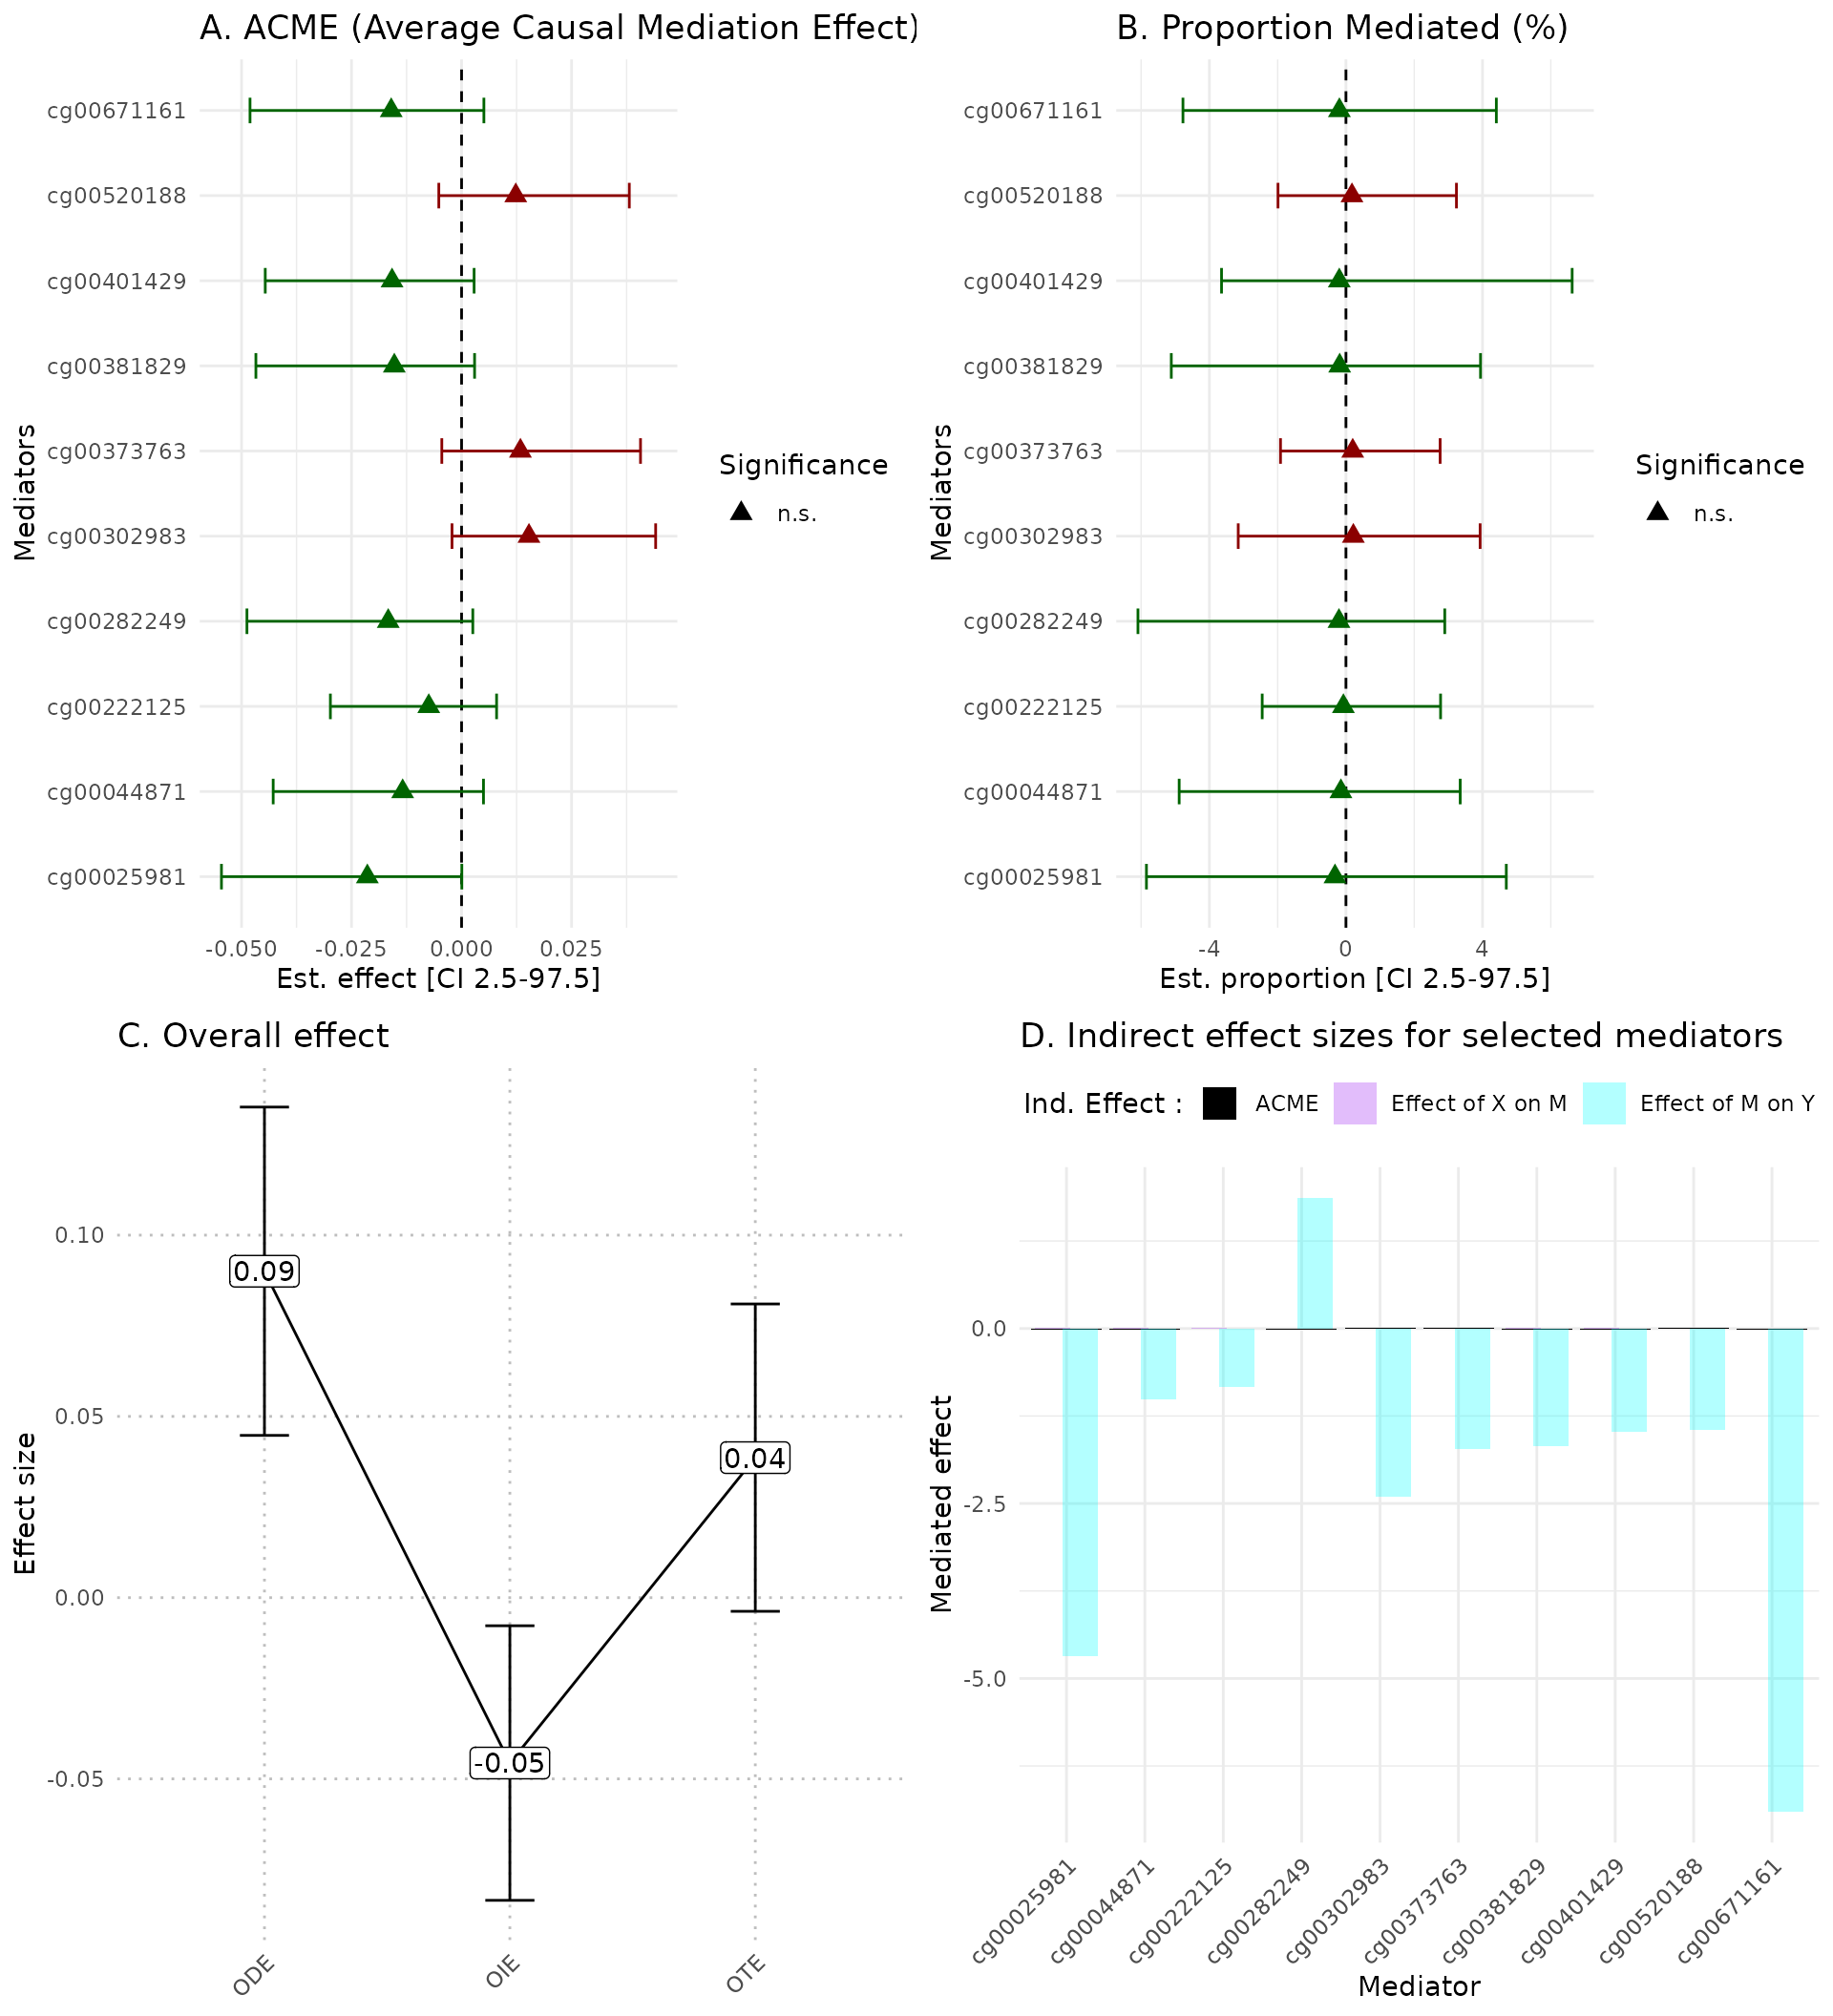 A. ACME (Average Causal Mediation Effect)
cg00671161
cg00520188
cg00401429
cg00381829
cg00373763
cg00302983
cg00282249
cg00222125
cg00044871
cg00025981
Mediators
-0.050 -0.025 0.000 0.025
Est. effect [CI 2.5-97.5]
Significance
n.s.
B. Proportion Mediated (%)
cg00671161
cg00520188
cg00401429
cg00381829
cg00373763
cg00302983
cg00282249
cg00222125
cg00044871
cg00025981
Mediators
-4 0 4
Est. proportion [CI 2.5-97.5]
Significance
n.s.
C. Overall effect
0.10
0.05
0.00
-0.05
Effect size
0.09
-0.05
0.04
ODE
OIE
OTE
D. Indirect effect sizes for selected mediators
Ind. Effect : ACME Effect of X on M Effect of M on Y
0.0
-2.5
-5.0
Mediated effect
cg00025981
cg00044871
cg00222125
cg00282249
cg00302983
cg00373763
cg00381829
cg00401429
cg00520188
cg00671161
Mediator